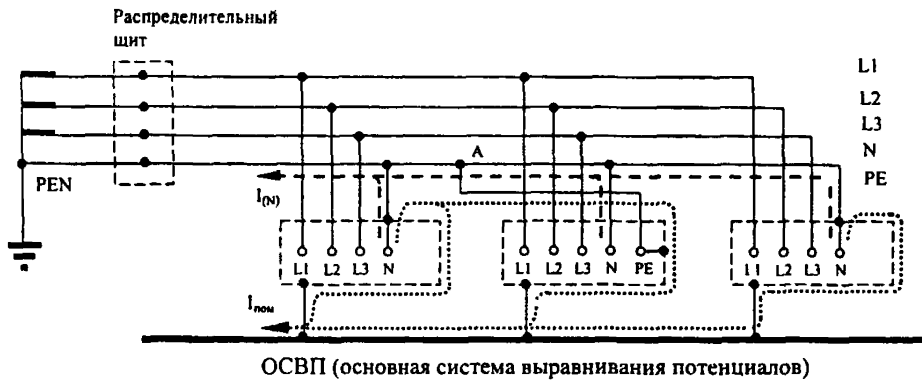 Распределительный
щит
L1
L2
L3
N
PE
A
PEN
I(N)
L1 L2 L3 N
L1 L2 L3 N PE
L1 L2 L3 N
Iпом
ОСВП (основная система выравнивания потенциалов)